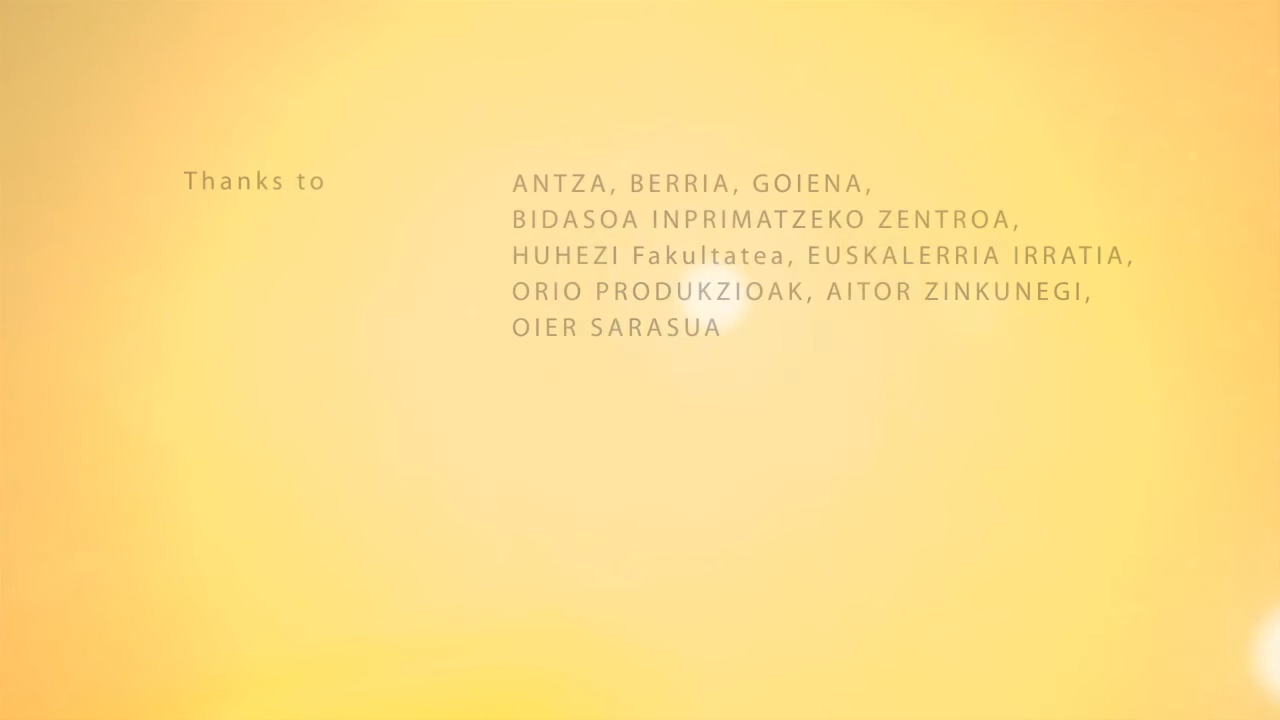 Thanks to
ANTZA, BERRIA, GOIENA,
BIDASOA INPRIMATZEKO ZENTROA,
HUHEZI Fakultatea, EUSKALERRIA IRRATIA,
ORIO PRODUKZIOAK, AITOR ZINKUNEGI,
OIER SARASUA